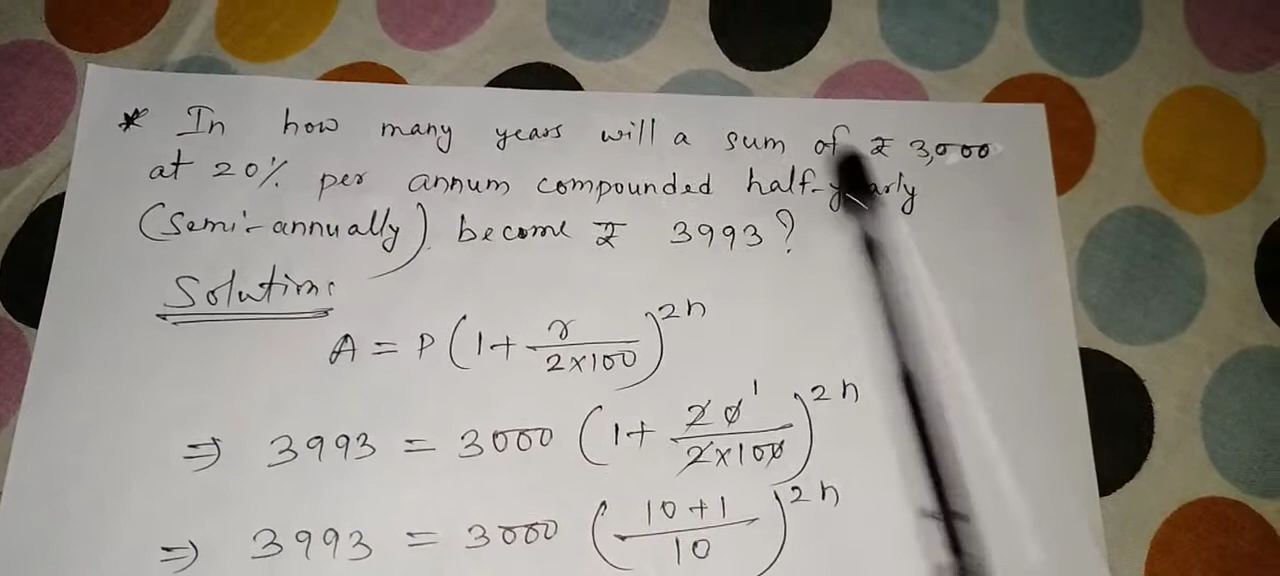 * In how many years will a sum of ₹ 3,000
at 20% per annum compounded half-yearly
(Semi-annually) become ₹ 3993?
Solution:
A = P (1 + r / 2×100)^2n
⇒ 3993 = 3000 (1 + 20 1 / 2×100)^2n
⇒ 3993 = 3000 (10+1 / 10)^2n